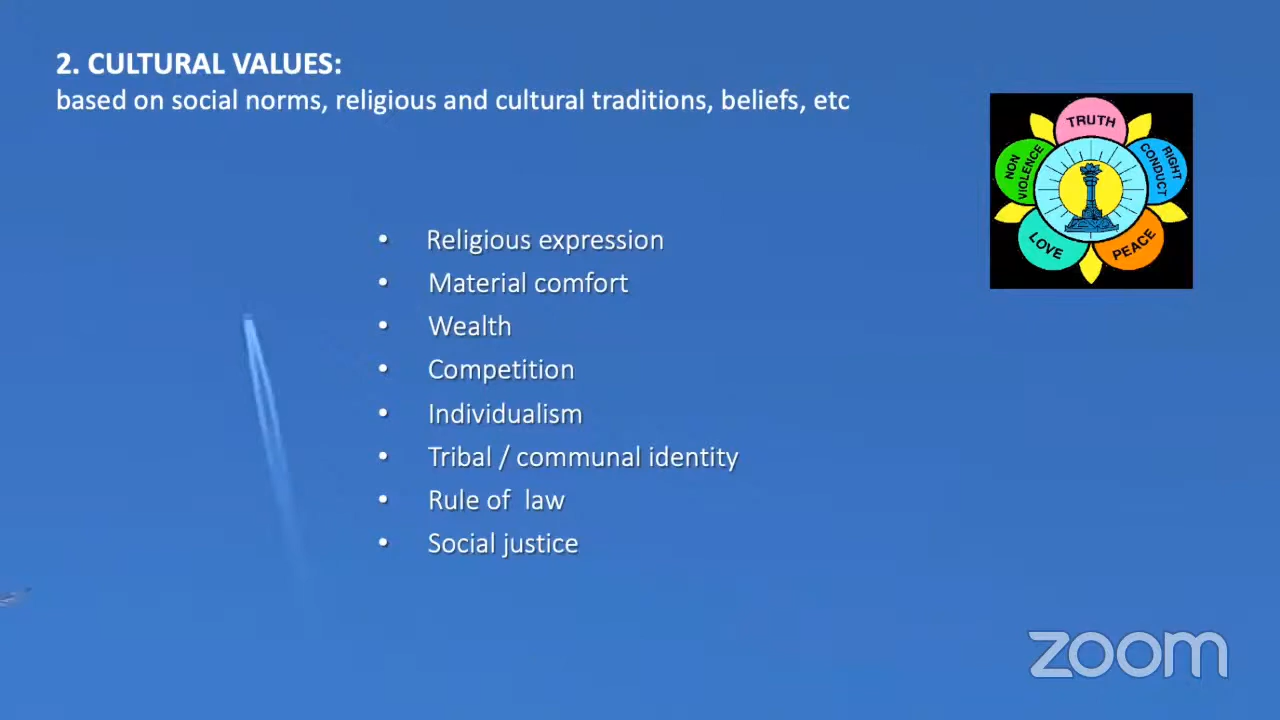 2. CULTURAL VALUES:
based on social norms, religious and cultural traditions, beliefs, etc
TRUTH
NON VIOLENCE
RIGHT CONDUCT
LOVE
PEACE
• Religious expression
• Material comfort
• Wealth
• Competition
• Individualism
• Tribal / communal identity
• Rule of  law
• Social justice
zoom